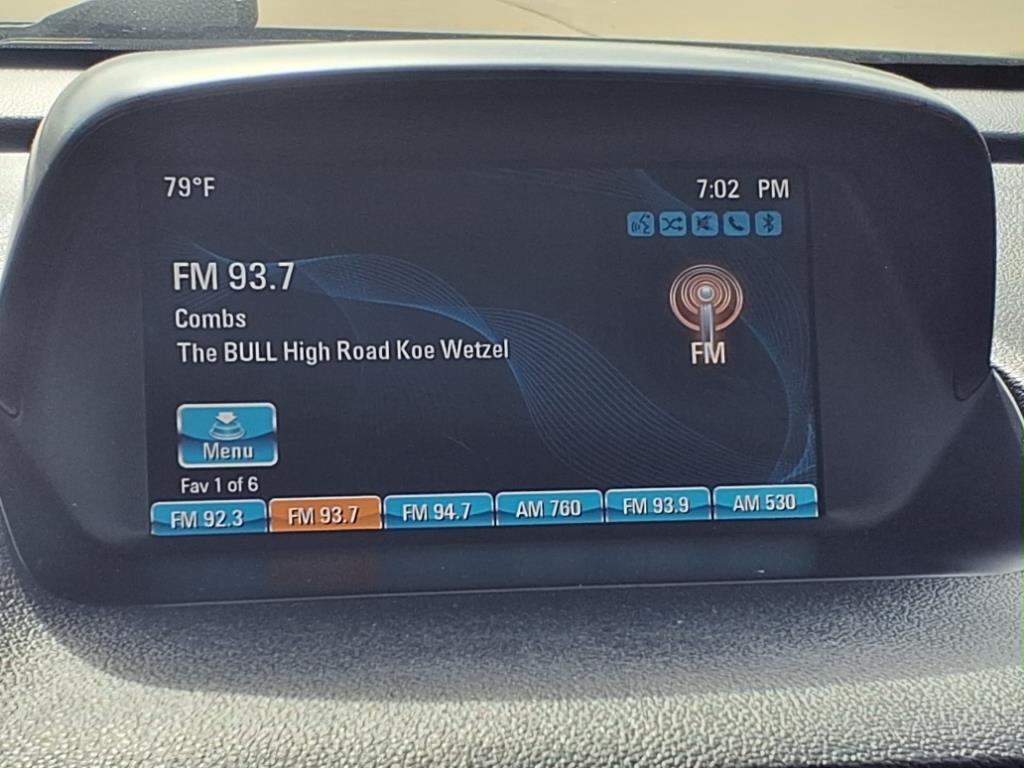 79°F
7:02 PM
FM 93.7
Combs
The BULL High Road Koe Wetzel
FM
Menu
Fav 1 of 6
FM 92.3
FM 93.7
FM 94.7
AM 760
FM 93.9
AM 530